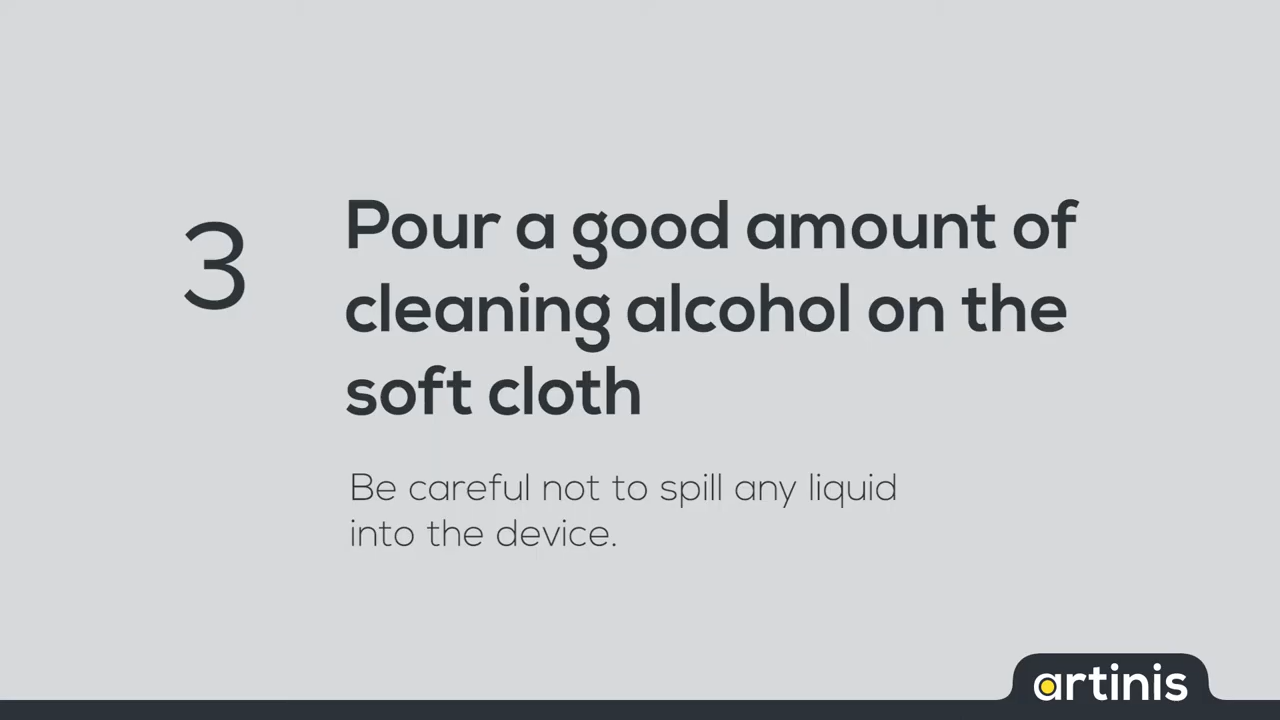 3
Pour a good amount of
cleaning alcohol on the
soft cloth
Be careful not to spill any liquid
into the device.
artinis